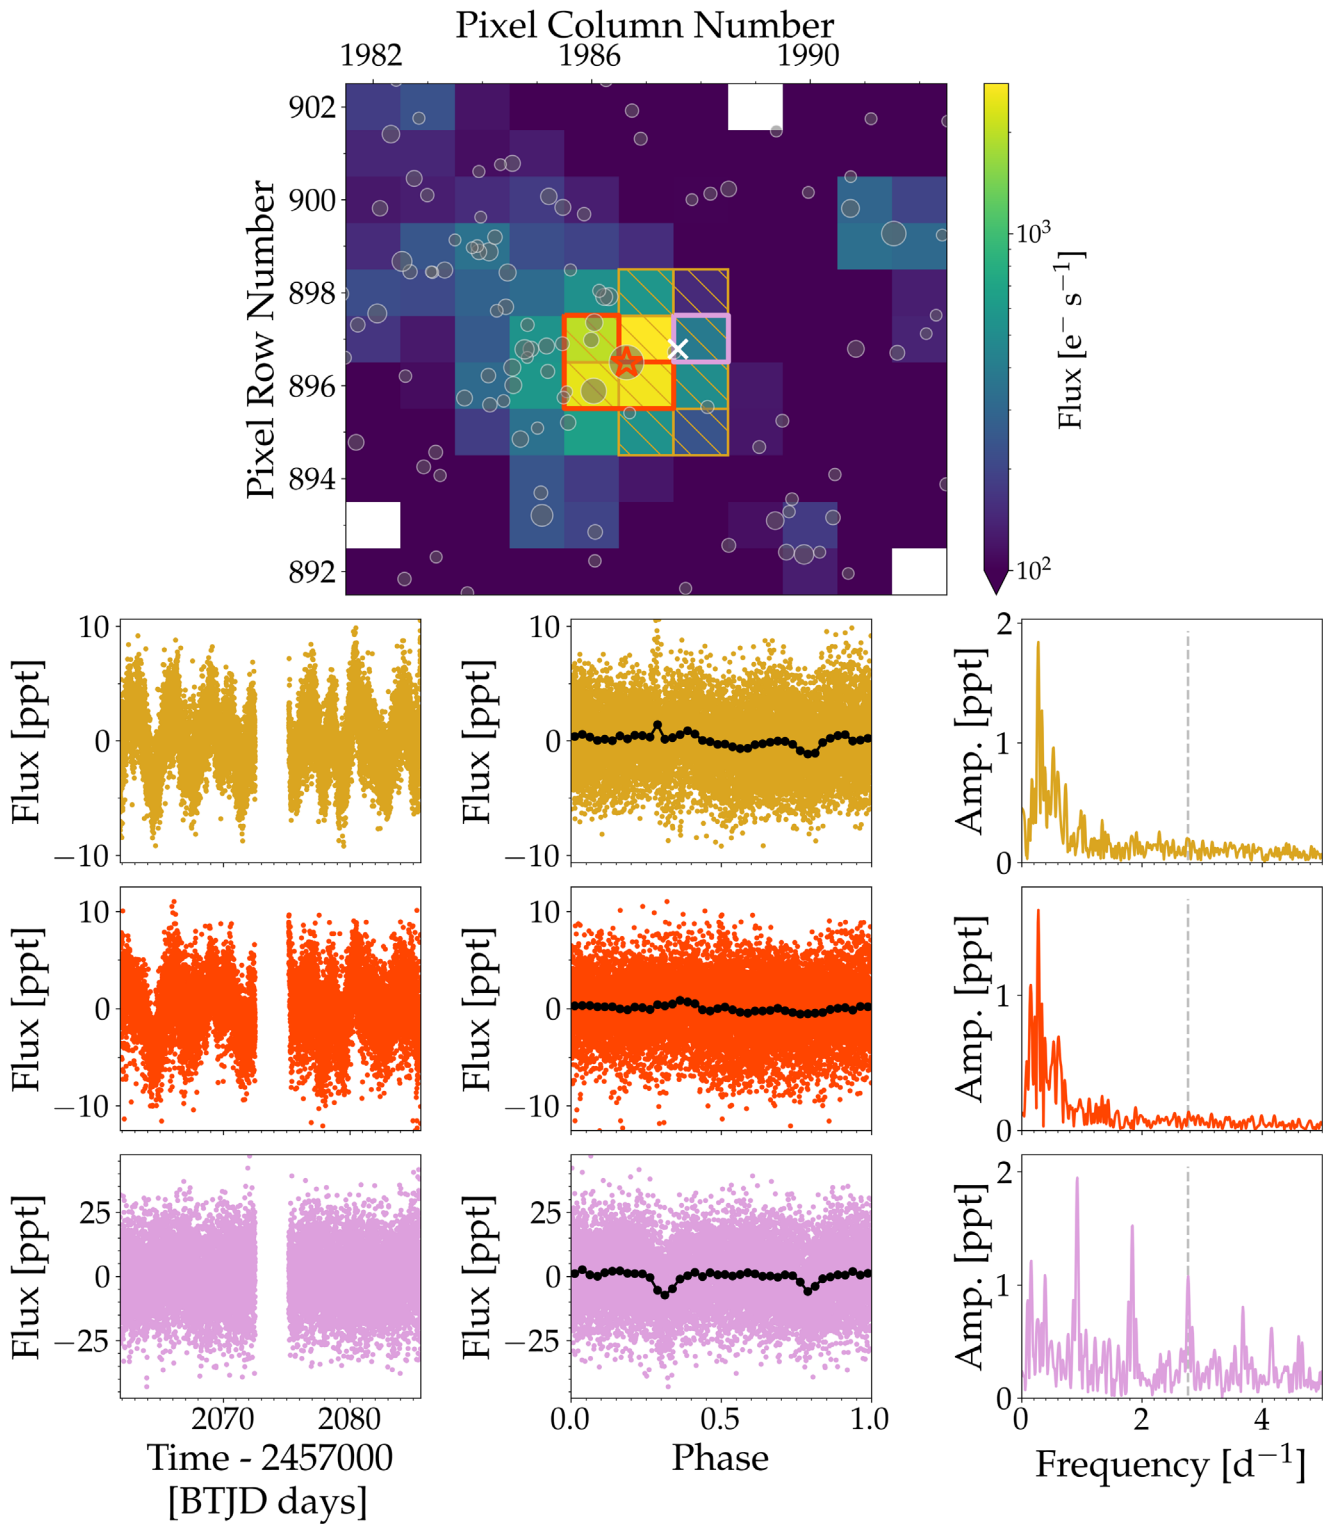 Pixel Column Number
1982 1986 1990
902
900
898
896
894
892
Pixel Row Number
10³
10²
Flux [e⁻ s⁻¹]
10
0
−10
Flux [ppt]
10
0
−10
Flux [ppt]
2
1
0
Amp. [ppt]
10
0
−10
Flux [ppt]
10
0
−10
Flux [ppt]
1
0
Amp. [ppt]
25
0
−25
Flux [ppt]
2070 2080
Time - 2457000
[BTJD days]
25
0
−25
Flux [ppt]
0.0 0.5 1.0
Phase
2
1
0
Amp. [ppt]
0 2 4
Frequency [d⁻¹]